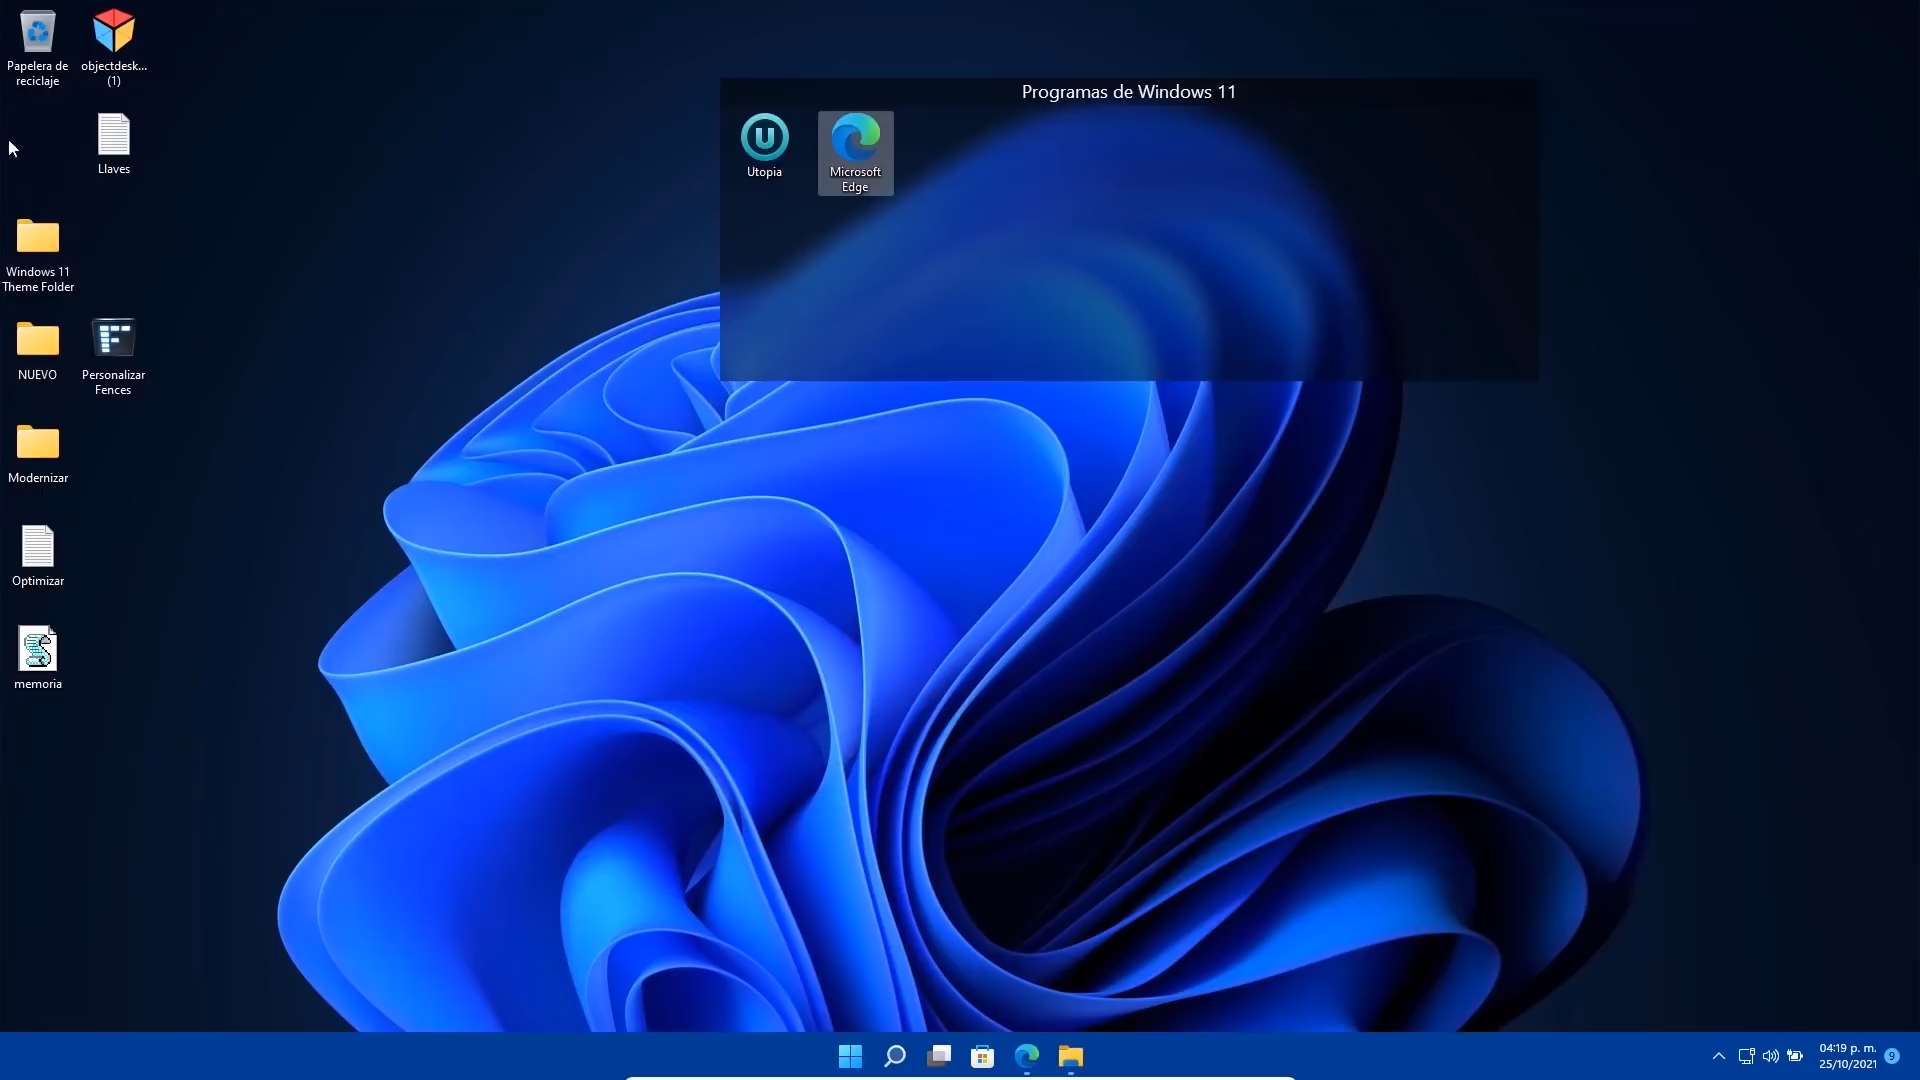 Papelera de
reciclaje
objectdesk...
(1)
Llaves
Windows 11
Theme Folder
NUEVO
Personalizar
Fences
Modernizar
Optimizar
memoria
Programas de Windows 11
Utopia
Microsoft
Edge
04:19 p. m.
25/10/2021
9